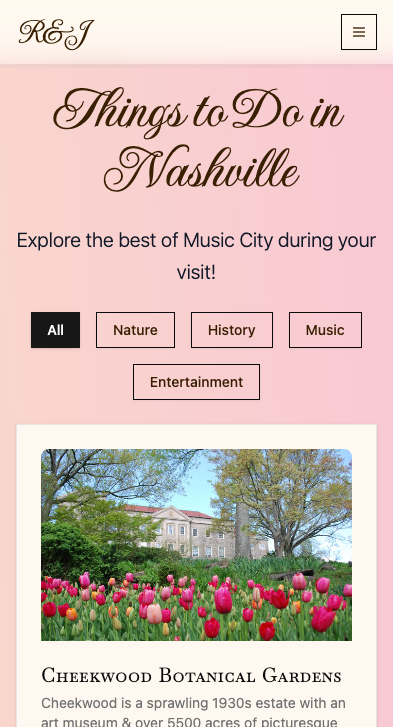 R&J
Things to Do in
Nashville
Explore the best of Music City during your
visit!
All
Nature
History
Music
Entertainment
Cheekwood Botanical Gardens
Cheekwood is a sprawling 1930s estate with an
art museum & over 5500 acres of picturesque